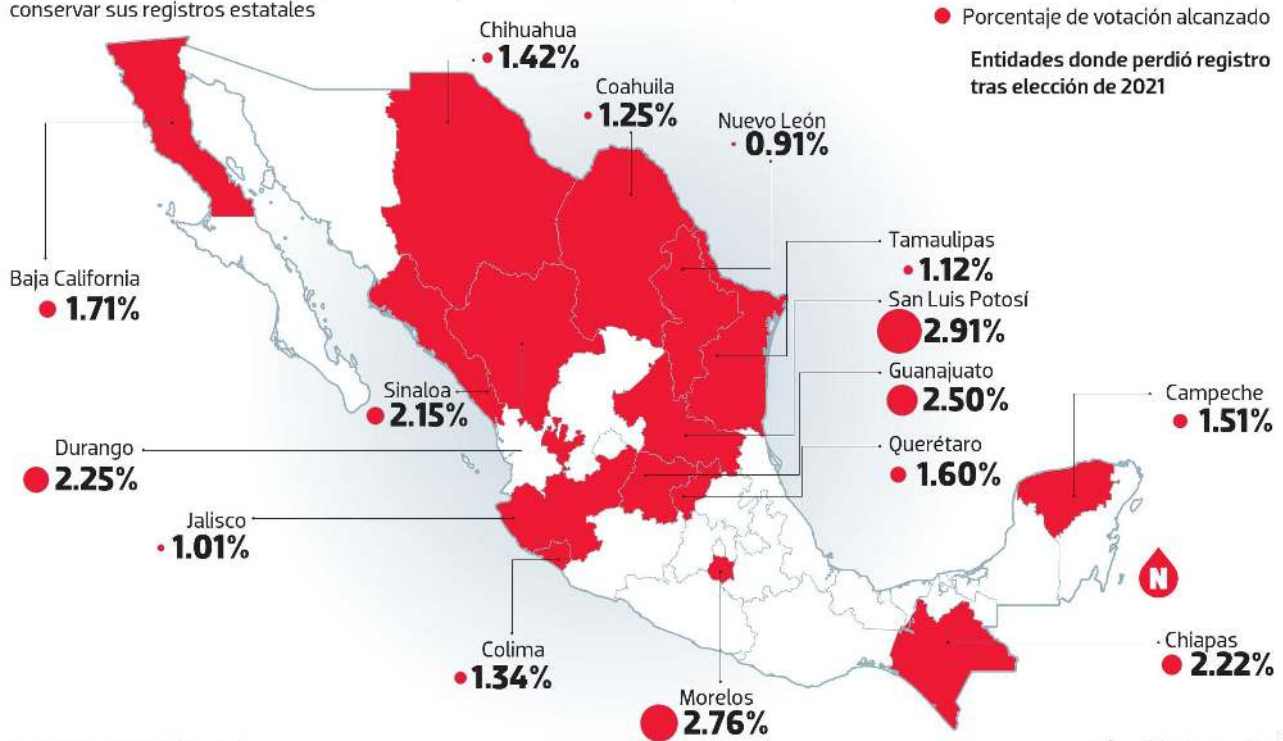 conservar sus registros estatales
Porcentaje de votación alcanzado
Entidades donde perdió registro
tras elección de 2021
Chihuahua
1.42%
Coahuila
1.25%
Nuevo León
0.91%
Baja California
1.71%
Tamaulipas
1.12%
San Luis Potosí
2.91%
Guanajuato
2.50%
Querétaro
1.60%
Campeche
1.51%
Sinaloa
2.15%
Durango
2.25%
Jalisco
1.01%
Colima
1.34%
Morelos
2.76%
N
Chiapas
2.22%